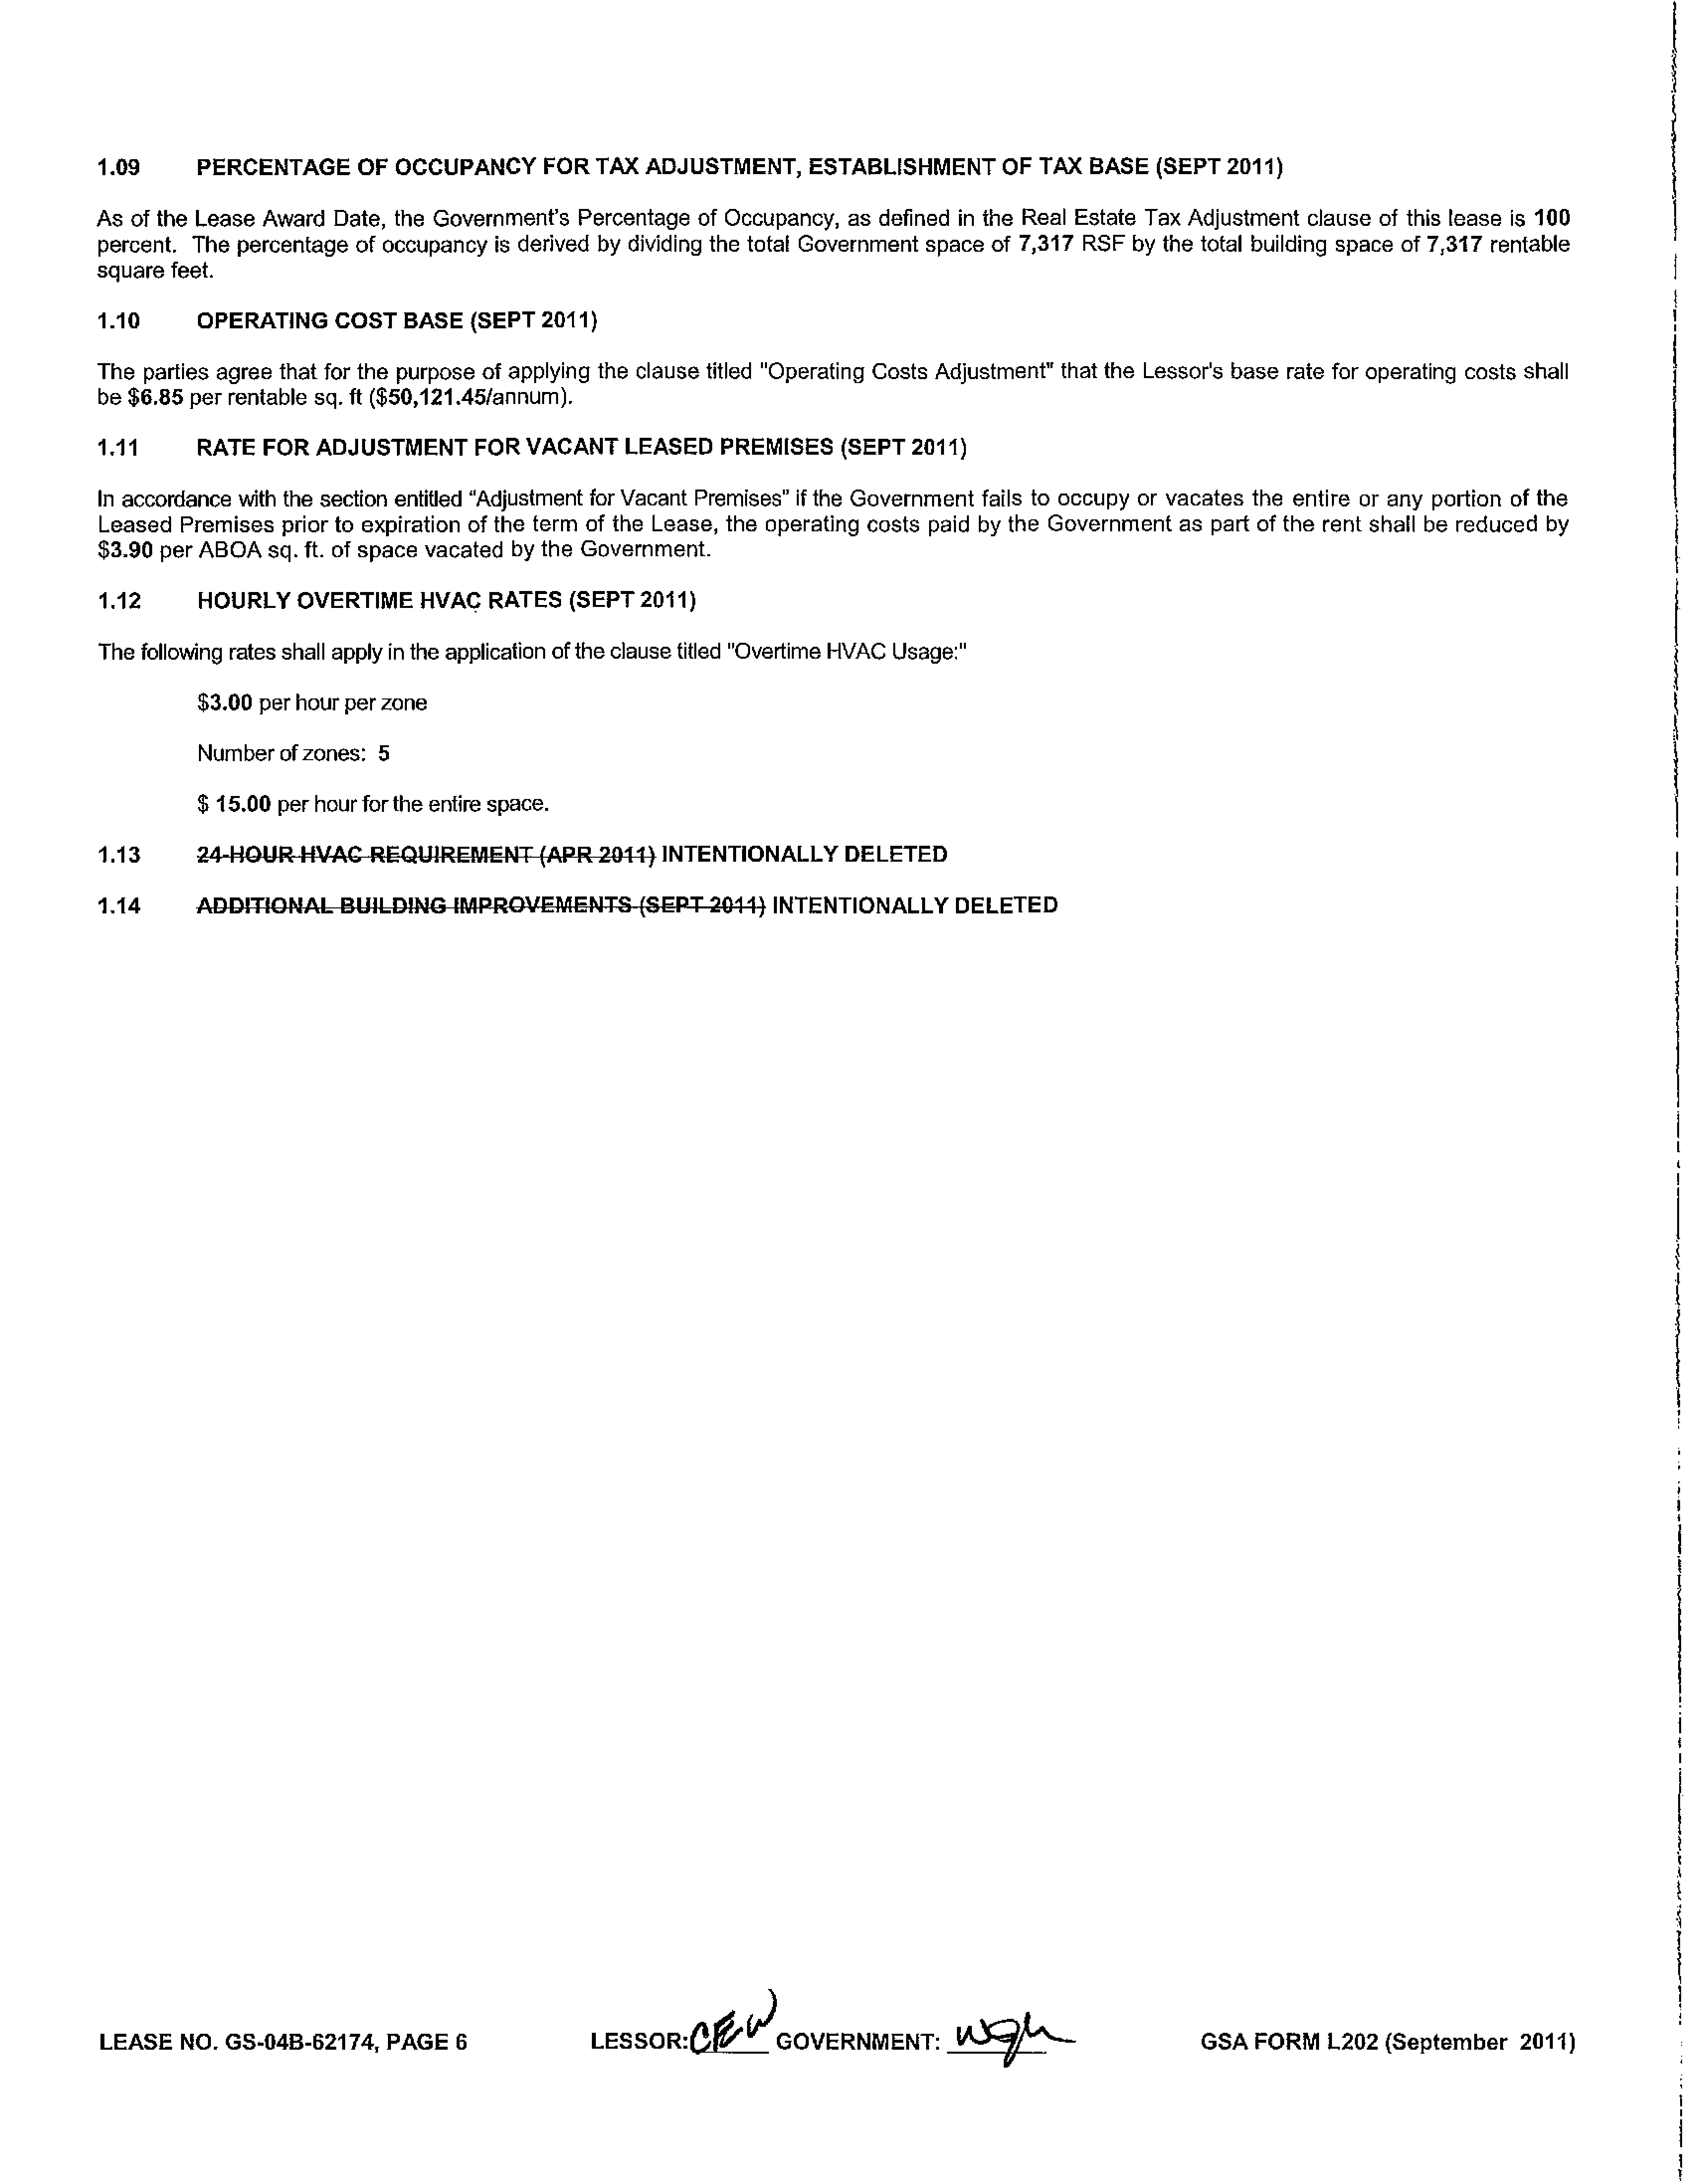 1.09 PERCENTAGE OF OCCUPANCY FOR TAX ADJUSTMENT, ESTABLISHMENT OF TAX BASE (SEPT 2011)
As of the Lease Award Date, the Government's Percentage of Occupancy, as defined in the Real Estate Tax Adjustment clause of this lease is 100
percent. The percentage of occupancy is derived by dividing the total Government space of 7,317 RSF by the total building space of 7,317 rentable
square feet.
1.10 OPERATING COST BASE (SEPT 2011)
The parties agree that for the purpose of applying the clause titled "Operating Costs Adjustment" that the Lessor's base rate for operating costs shall
be $6.85 per rentable sq. ft ($50,121.45/annum).
1.11 RATE FOR ADJUSTMENT FOR VACANT LEASED PREMISES (SEPT 2011)
In accordance with the section entitled "Adjustment for Vacant Premises" if the Government fails to occupy or vacates the entire or any portion of the
Leased Premises prior to expiration of the term of the Lease, the operating costs paid by the Government as part of the rent shall be reduced by
$3.90 per ABOA sq. ft. of space vacated by the Government.
1.12 HOURLY OVERTIME HVAC RATES (SEPT 2011)
The following rates shall apply in the application of the clause titled "Overtime HVAC Usage:"
$3.00 per hour per zone
Number of zones: 5
$ 15.00 per hour for the entire space.
1.13 24-HOUR HVAC REQUIREMENT (APR 2011) INTENTIONALLY DELETED
1.14 ADDITIONAL BUILDING IMPROVEMENTS (SEPT 2011) INTENTIONALLY DELETED
LEASE NO. GS-04B-62174, PAGE 6 LESSOR: CEW GOVERNMENT: wgh GSA FORM L202 (September 2011)